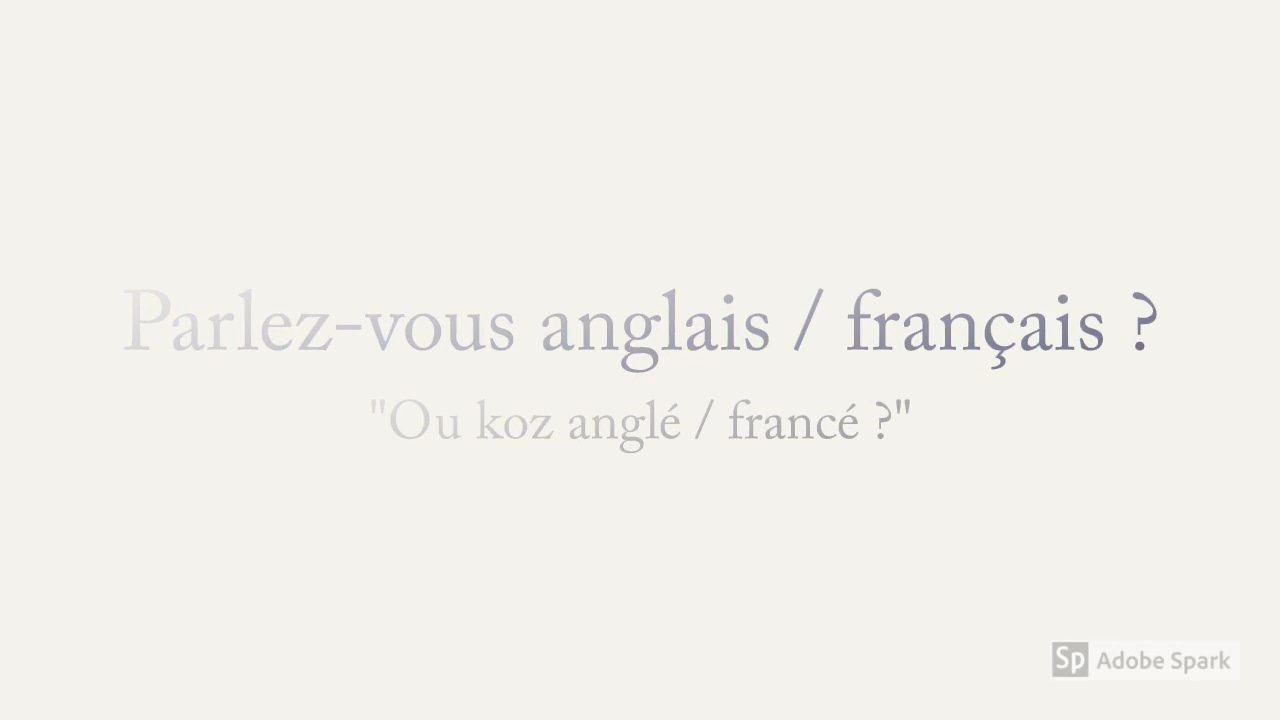 Parlez-vous anglais / français ?
"Ou koz anglé / francé ?"
Sp Adobe Spark